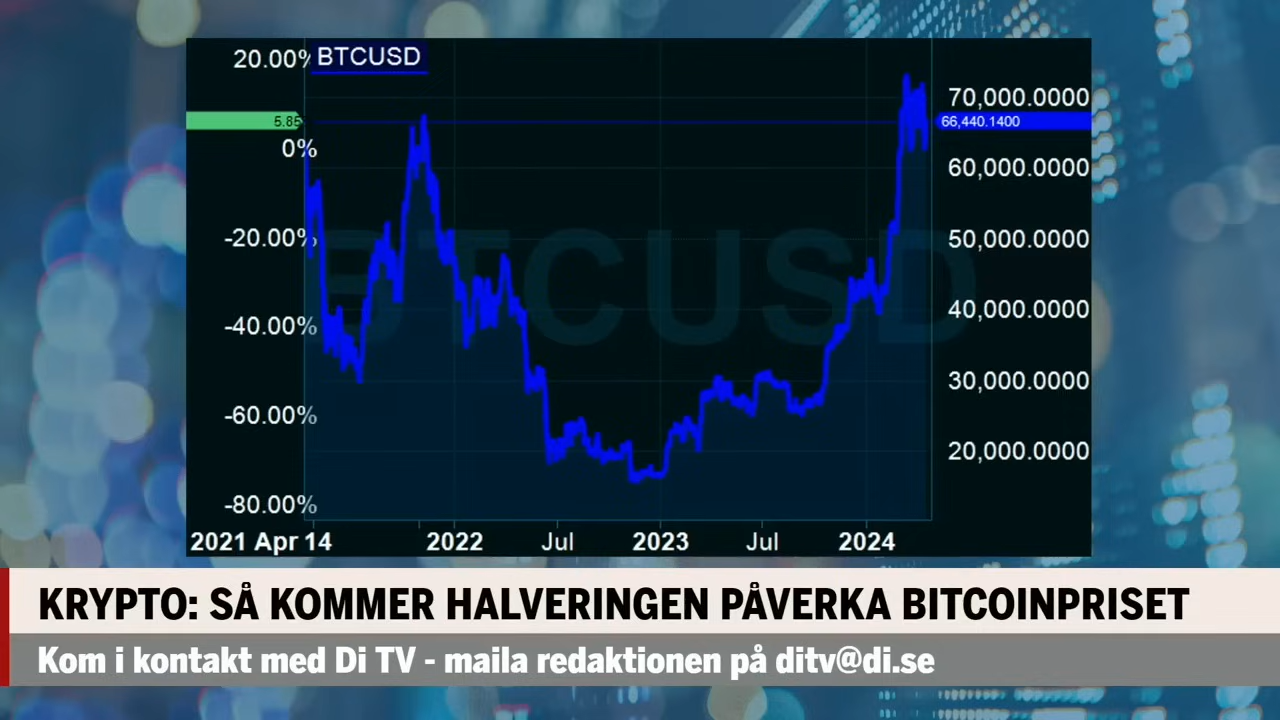 20.00% BTCUSD
70,000.0000
5.85
66,440.1400
0%
60,000.0000
-20.00%
50,000.0000
BTCUSD
-40.00%
40,000.0000
30,000.0000
-60.00%
20,000.0000
-80.00%
2021 Apr 14 2022 Jul 2023 Jul 2024
KRYPTO: SÅ KOMMER HALVERINGEN PÅVERKA BITCOINPRISET
Kom i kontakt med Di TV - maila redaktionen på ditv@di.se